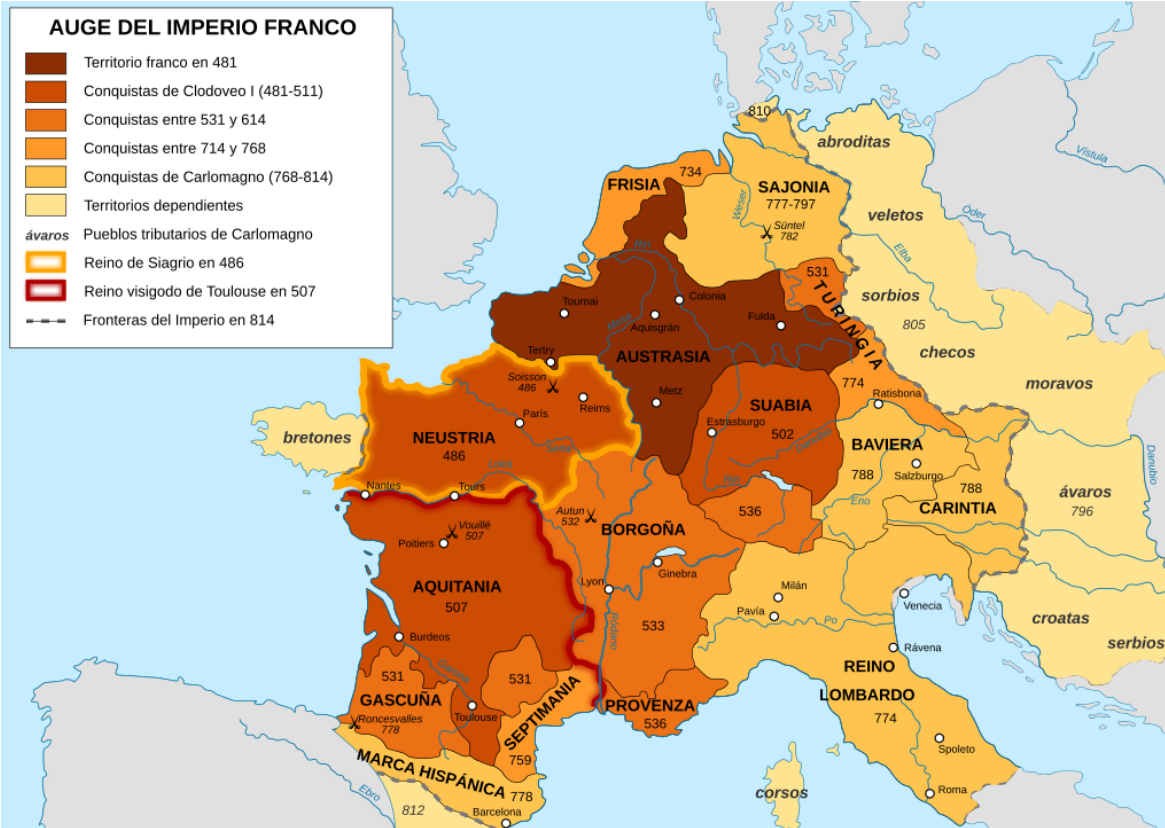 AUGE DEL IMPERIO FRANCO
Territorio franco en 481
Conquistas de Clodoveo I (481-511)
Conquistas entre 531 y 614
Conquistas entre 714 y 768
Conquistas de Carlomagno (768-814)
Territorios dependientes
ávaros Pueblos tributarios de Carlomagno
Reino de Siagrio en 486
Reino visigodo de Toulouse en 507
Fronteras del Imperio en 814
810
abroditas
Vístula
734
FRISIA
SAJONIA
777-797
Weser
Süntel
782
veletos
Óder
Elba
Rin
531
TURINGIA
sorbios
805
Tournai
Colonia
Mosa
Aquisgrán
Fulda
checos
Tertry
AUSTRASIA
moravos
Soisson
486
Metz
774
Ratisbona
Reims
París
SUABIA
502
Estrasburgo
Danubio
bretones
NEUSTRIA
486
Sena
Loira
BAVIERA
788
Salzburgo
Danubio
Nantes
Tours
Rin
788
Eno
CARINTIA
ávaros
796
Autun
532
536
Vouillé
507
Poitiers
BORGOÑA
Ginebra
Lyon
AQUITANIA
507
Milán
Venecia
Pavía
Po
croatas
Ródano
533
Burdeos
Rávena
serbios
Garona
531
531
REINO
LOMBARDO
774
GASCUÑA
SEPTIMANIA
Roncesvalles
778
Toulouse
PROVENZA
536
Spoleto
759
MARCA HISPÁNICA
778
Ebro
812
Barcelona
corsos
Roma